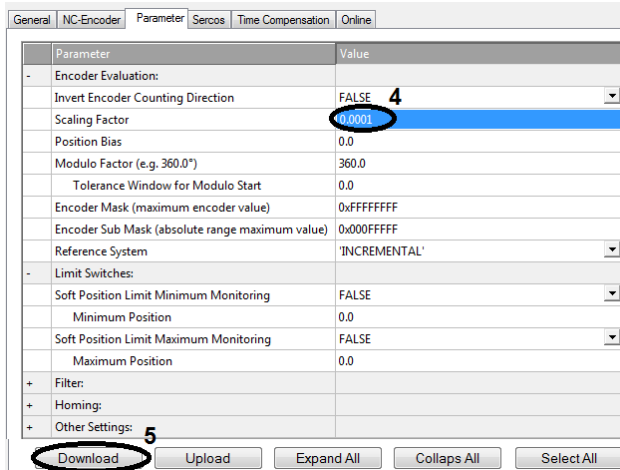 General NC-Encoder Parameter Sercos Time Compensation Online
Parameter Value
- Encoder Evaluation:
Invert Encoder Counting Direction FALSE 4
Scaling Factor 0.0001
Position Bias 0.0
Modulo Factor (e.g. 360.0°) 360.0
Tolerance Window for Modulo Start 0.0
Encoder Mask (maximum encoder value) 0xFFFFFFFF
Encoder Sub Mask (absolute range maximum value) 0x000FFFFF
Reference System 'INCREMENTAL'
- Limit Switches:
Soft Position Limit Minimum Monitoring FALSE
Minimum Position 0.0
Soft Position Limit Maximum Monitoring FALSE
Maximum Position 0.0
+ Filter:
+ Homing:
+ Other Settings:
5
Download Upload Expand All Collaps All Select All